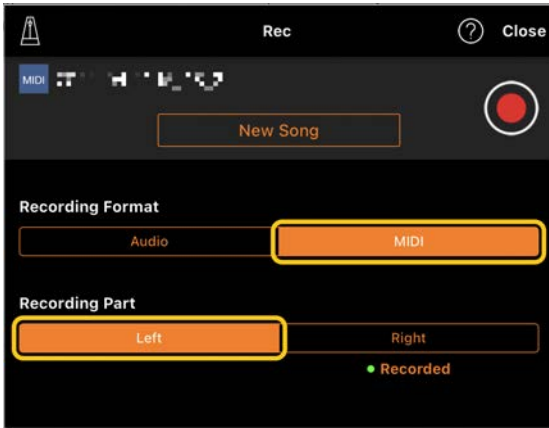 Rec
Close
MIDI
New Song
Recording Format
Audio
MIDI
Recording Part
Left
Right
Recorded